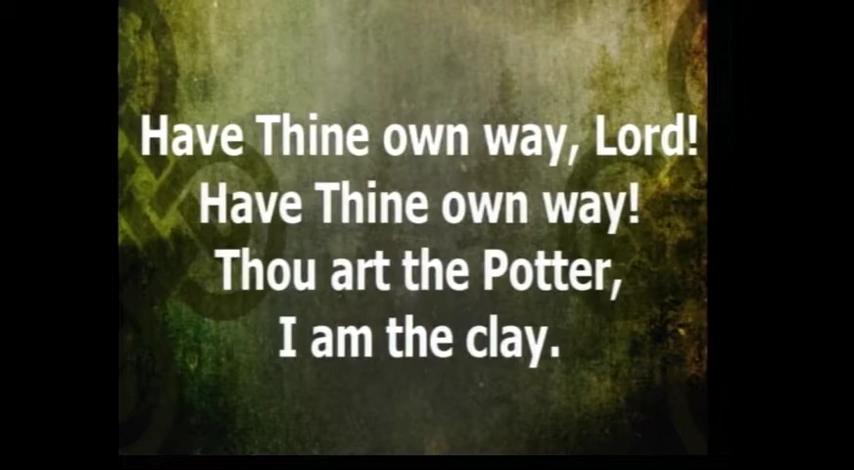 Have Thine own way, Lord!
Have Thine own way!
Thou art the Potter,
I am the clay.